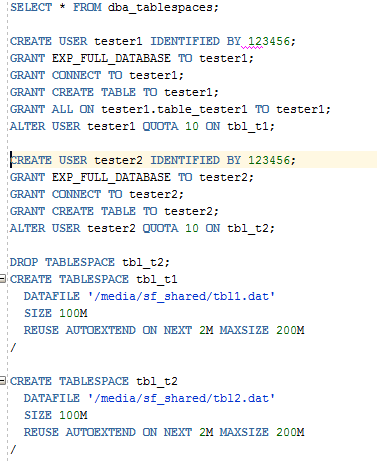 SELECT * FROM dba_tablespaces;
CREATE USER tester1 IDENTIFIED BY 123456;
GRANT EXP_FULL_DATABASE TO tester1;
GRANT CONNECT TO tester1;
GRANT CREATE TABLE TO tester1;
GRANT ALL ON tester1.table_tester1 TO tester1;
ALTER USER tester1 QUOTA 10 ON tbl_t1;
CREATE USER tester2 IDENTIFIED BY 123456;
GRANT EXP_FULL_DATABASE TO tester2;
GRANT CONNECT TO tester2;
GRANT CREATE TABLE TO tester2;
ALTER USER tester2 QUOTA 10 ON tbl_t2;
DROP TABLESPACE tbl_t2;
CREATE TABLESPACE tbl_t1
DATAFILE '/media/sf_shared/tbl1.dat'
SIZE 100M
REUSE AUTOEXTEND ON NEXT 2M MAXSIZE 200M
/
CREATE TABLESPACE tbl_t2
DATAFILE '/media/sf_shared/tbl2.dat'
SIZE 100M
REUSE AUTOEXTEND ON NEXT 2M MAXSIZE 200M
/